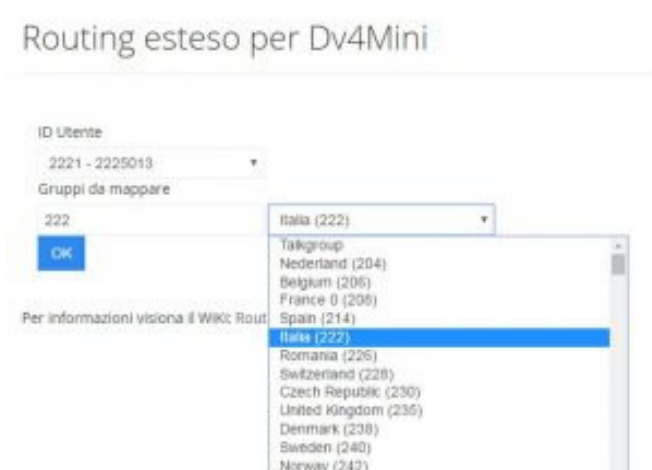 Routing esteso per Dv4Mini
ID Utente
2221 - 2225013
Gruppi da mappare
222
Italia (222)
OK
Talkgroup
Nederland (204)
Belgium (206)
France 0 (208)
Spain (214)
Italia (222)
Romania (226)
Switzerland (228)
Czech Republic (230)
United Kingdom (235)
Denmark (238)
Sweden (240)
Norway (242)
Per informazioni visiona il WiKi: Rout